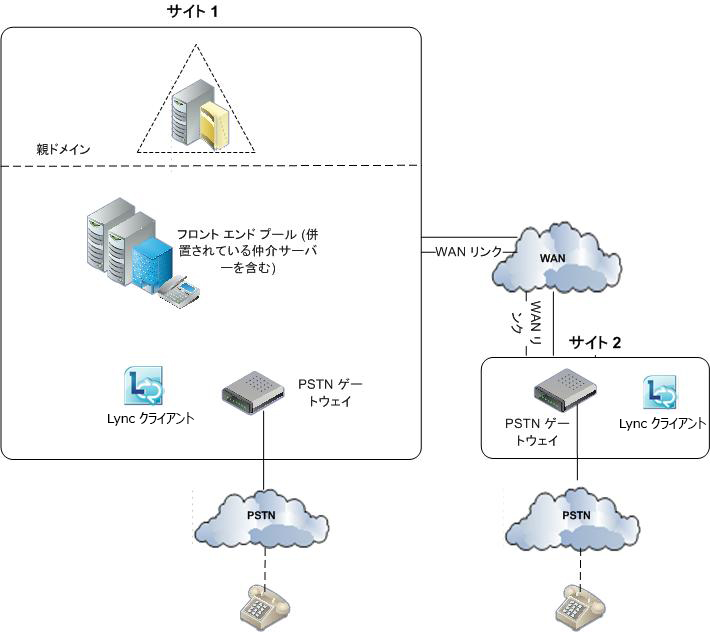 サイト 1
親ドメイン
フロント エンド プール (併
置されている仲介サーバ
ーを含む)
WAN リンク
WAN
WAN リ
ンク
サイト 2
Lync クライアント
PSTN ゲー
トウェイ
PSTN ゲー
トウェイ
Lync クライアント
PSTN
PSTN